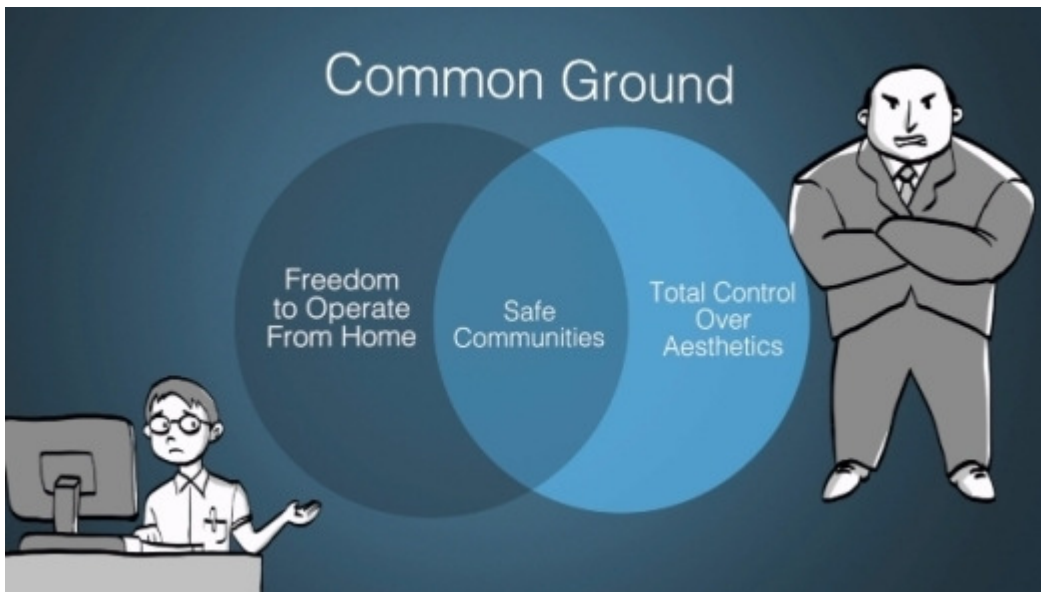 Common Ground
Freedom
to Operate
From Home
Safe
Communities
Total Control
Over
Aesthetics